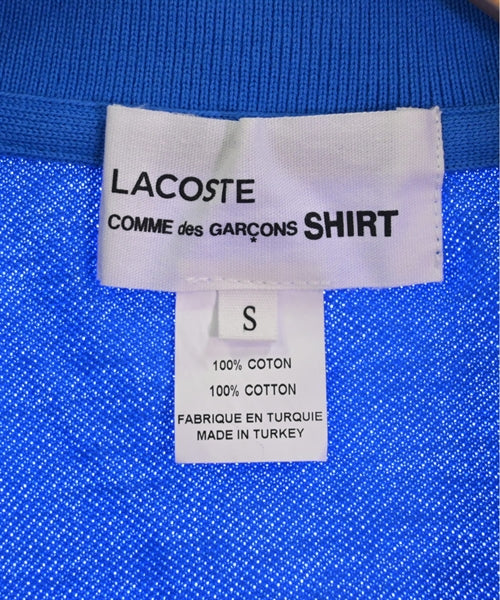 LACOSTE
COMME des GARÇONS SHIRT
S
100% COTON
100% COTTON
FABRIQUE EN TURQUIE
MADE IN TURKEY